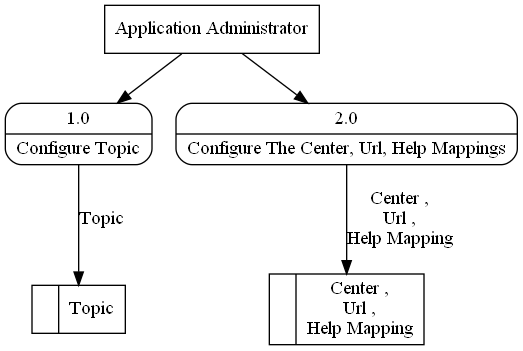 Application Administrator
1.0
Configure Topic
2.0
Configure The Center, Url, Help Mappings
Topic
Center ,
Url ,
Help Mapping
Topic
Center ,
Url ,
Help Mapping